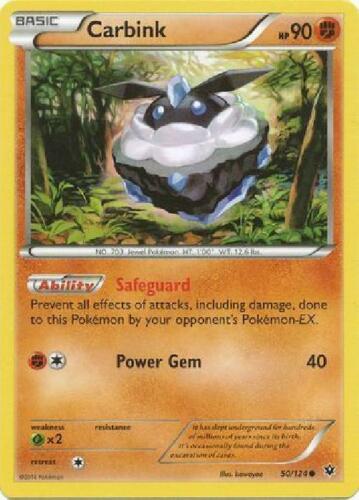 BASIC
Carbink
HP 90
NO. 703 Jewel Pokémon HT. 1'00" WT. 12.6 lbs.
Ability Safeguard
Prevent all effects of attacks, including damage, done
to this Pokémon by your opponent's Pokémon-EX.
Power Gem 40
weakness resistance
×2
retreat
It has slept underground for hundreds
of millions of years since its birth.
It's occasionally found during the
excavation of caves.
©2016 Pokémon
Illus. kawayoo 50/124